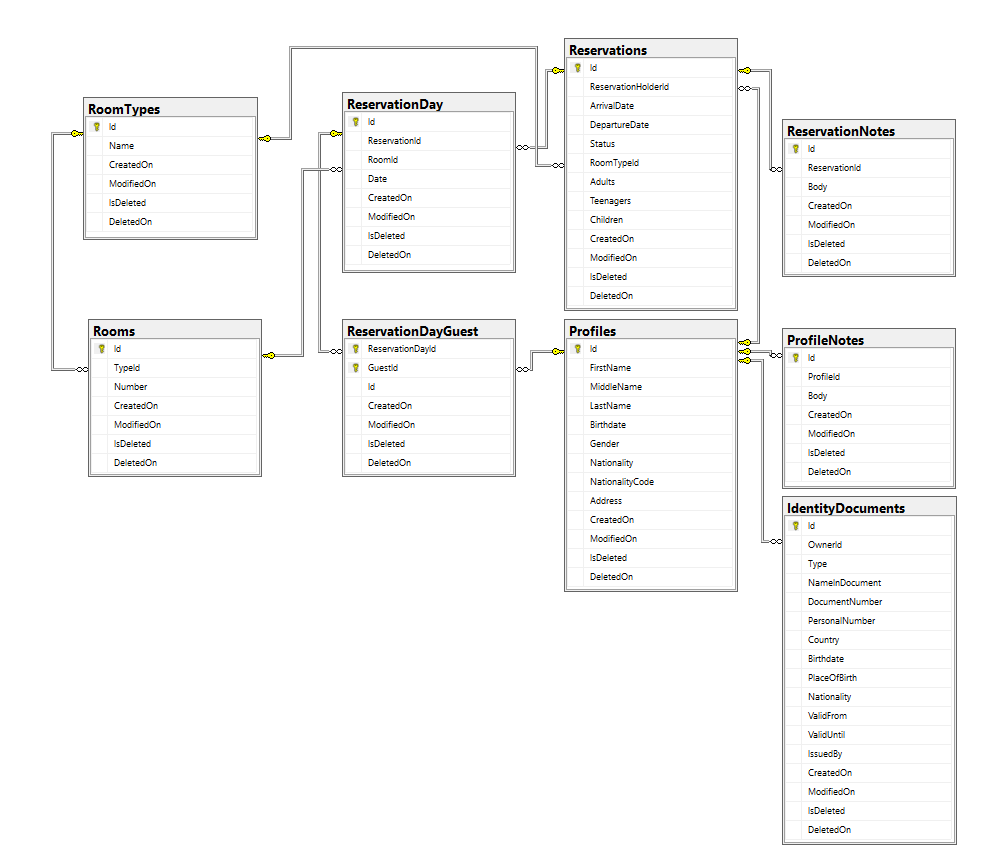 RoomTypes
Id
Name
CreatedOn
ModifiedOn
IsDeleted
DeletedOn
ReservationDay
Id
ReservationId
RoomId
Date
CreatedOn
ModifiedOn
IsDeleted
DeletedOn
Reservations
Id
ReservationHolderId
ArrivalDate
DepartureDate
Status
RoomTypeId
Adults
Teenagers
Children
CreatedOn
ModifiedOn
IsDeleted
DeletedOn
ReservationNotes
Id
ReservationId
Body
CreatedOn
ModifiedOn
IsDeleted
DeletedOn
Rooms
Id
TypeId
Number
CreatedOn
ModifiedOn
IsDeleted
DeletedOn
ReservationDayGuest
ReservationDayId
GuestId
Id
CreatedOn
ModifiedOn
IsDeleted
DeletedOn
Profiles
Id
FirstName
MiddleName
LastName
Birthdate
Gender
Nationality
NationalityCode
Address
CreatedOn
ModifiedOn
IsDeleted
DeletedOn
ProfileNotes
Id
ProfileId
Body
CreatedOn
ModifiedOn
IsDeleted
DeletedOn
IdentityDocuments
Id
OwnerId
Type
NameInDocument
DocumentNumber
PersonalNumber
Country
Birthdate
PlaceOfBirth
Nationality
ValidFrom
ValidUntil
IssuedBy
CreatedOn
ModifiedOn
IsDeleted
DeletedOn